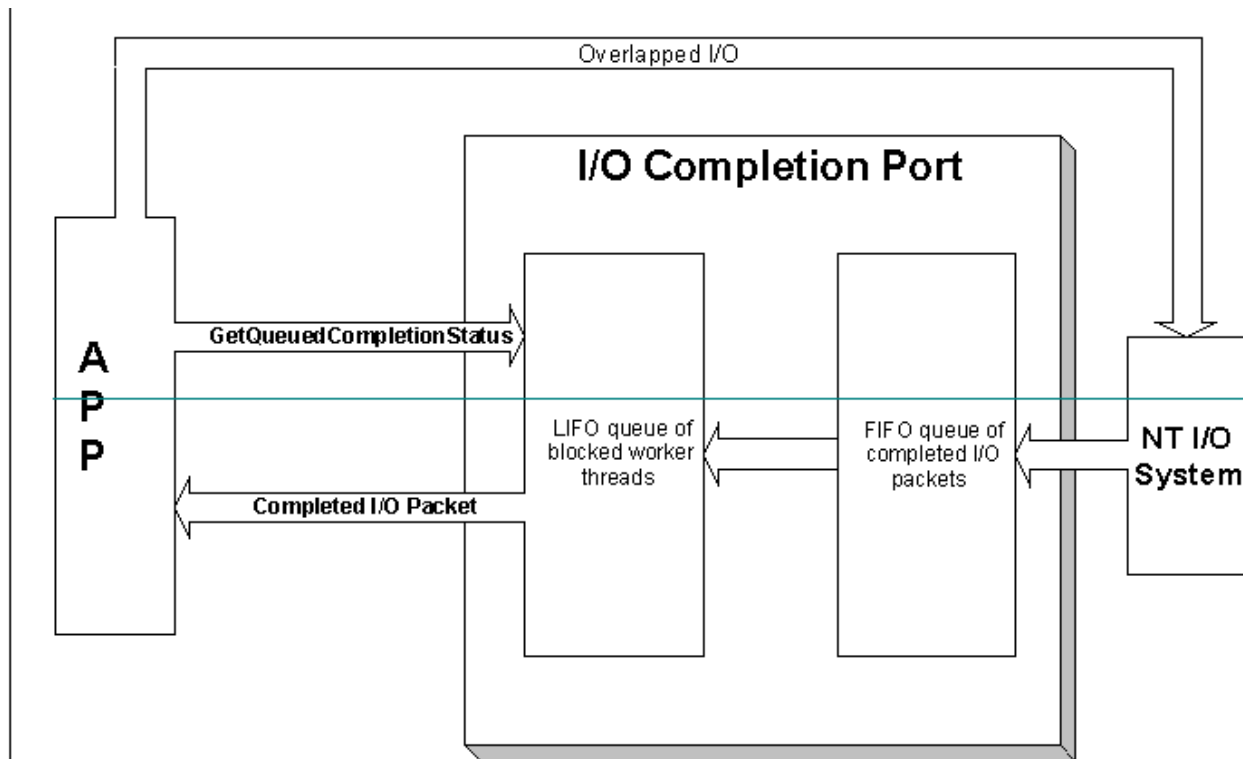 Overlapped I/O
I/O Completion Port
GetQueuedCompletionStatus
A
P
P
LIFO queue of
blocked worker
threads
FIFO queue of
completed I/O
packets
NT I/O
System
Completed I/O Packet